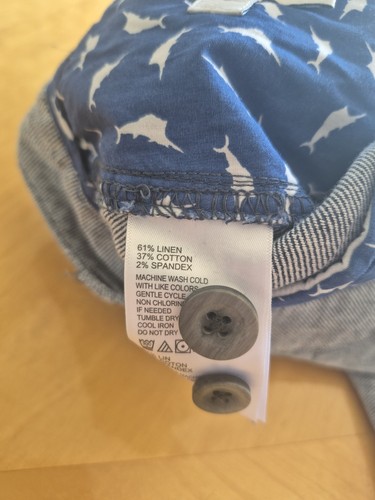 61% LINEN
37% COTTON
2% SPANDEX
MACHINE WASH COLD
WITH LIKE COLORS
GENTLE CYCLE
NON CHLORIN
IF NEEDED
TUMBLE DRY
COOL IRON
DO NOT DRY